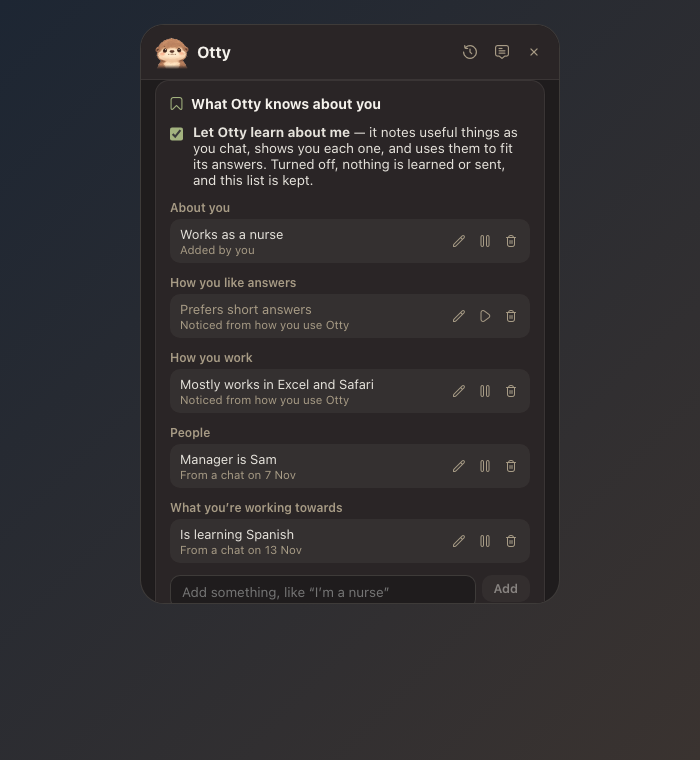 Otty
What Otty knows about you
Let Otty learn about me — it notes useful things as
you chat, shows you each one, and uses them to fit
its answers. Turned off, nothing is learned or sent,
and this list is kept.
About you
Works as a nurse
Added by you
How you like answers
Prefers short answers
Noticed from how you use Otty
How you work
Mostly works in Excel and Safari
Noticed from how you use Otty
People
Manager is Sam
From a chat on 7 Nov
What you’re working towards
Is learning Spanish
From a chat on 13 Nov
Add something, like “I’m a nurse”
Add